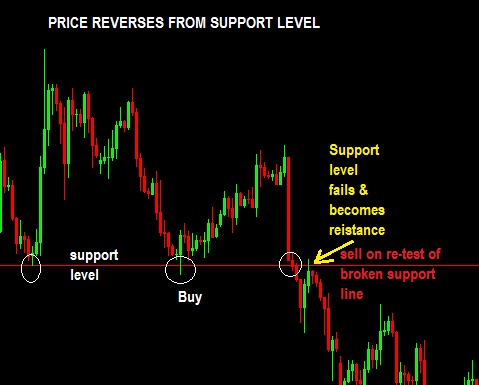 PRICE REVERSES FROM SUPPORT LEVEL
Support
level
fails &
becomes
reistance
support
level
sell on re-test of
broken support
line
Buy